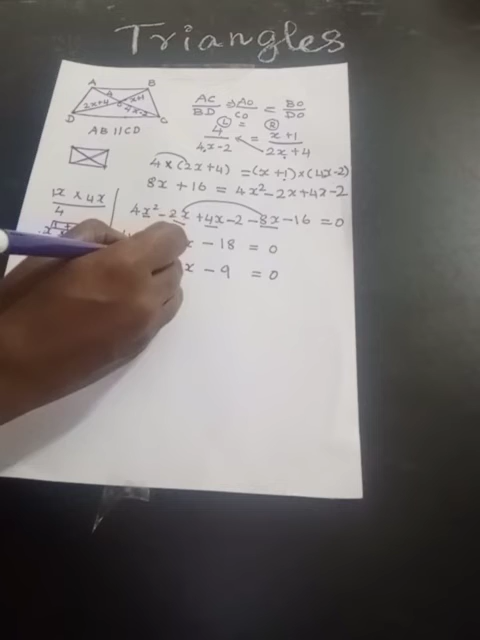 Triangles
A B
4 x+1
2x+4 O 4x-2
D C
AB || CD
AC/BD ⇒ AO/CO = BO/DO
4/4x-2 = x+1/2x+4
4x(2x+4) = (x+1)×(4x-2)
8x+16 = 4x²-2x+4x-2
4x²-2x+4x-2-8x-16=0
x - 18 = 0
x - 9 = 0